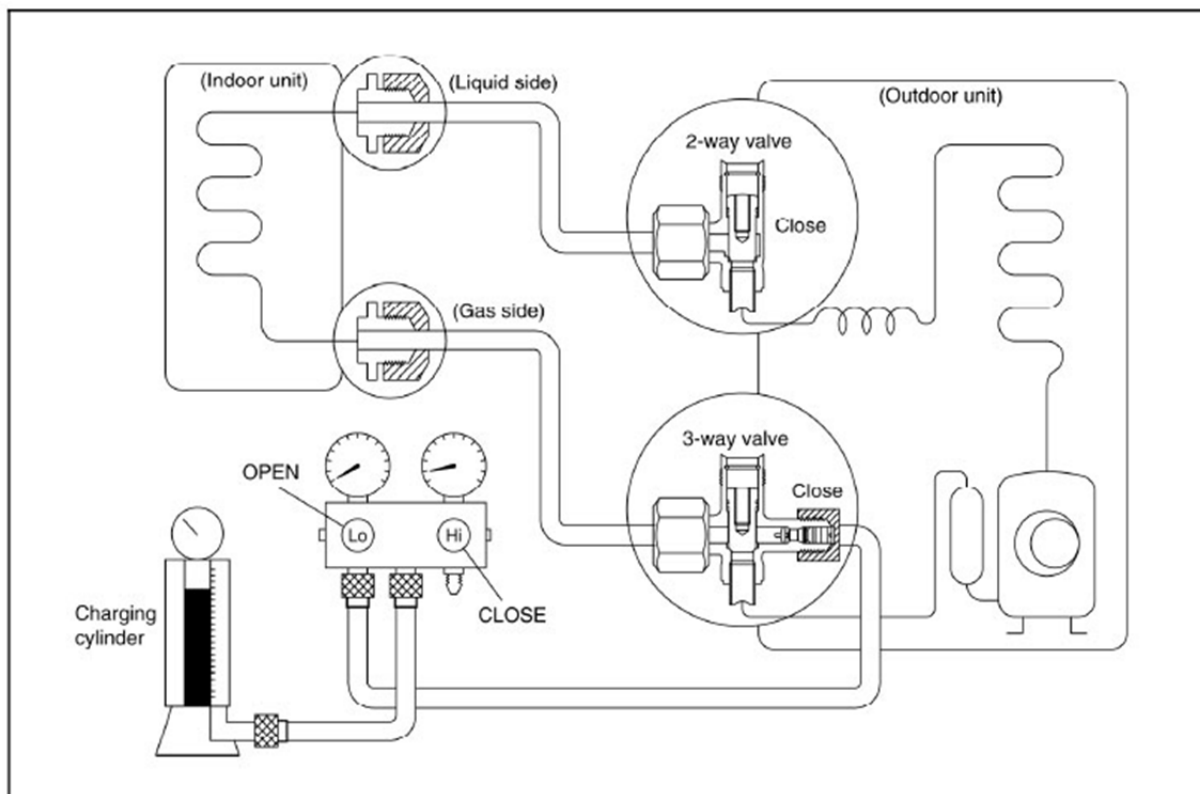 (Indoor unit)
(Liquid side)
(Outdoor unit)
2-way valve
Close
(Gas side)
3-way valve
Close
OPEN
Lo
Hi
CLOSE
Charging
cylinder